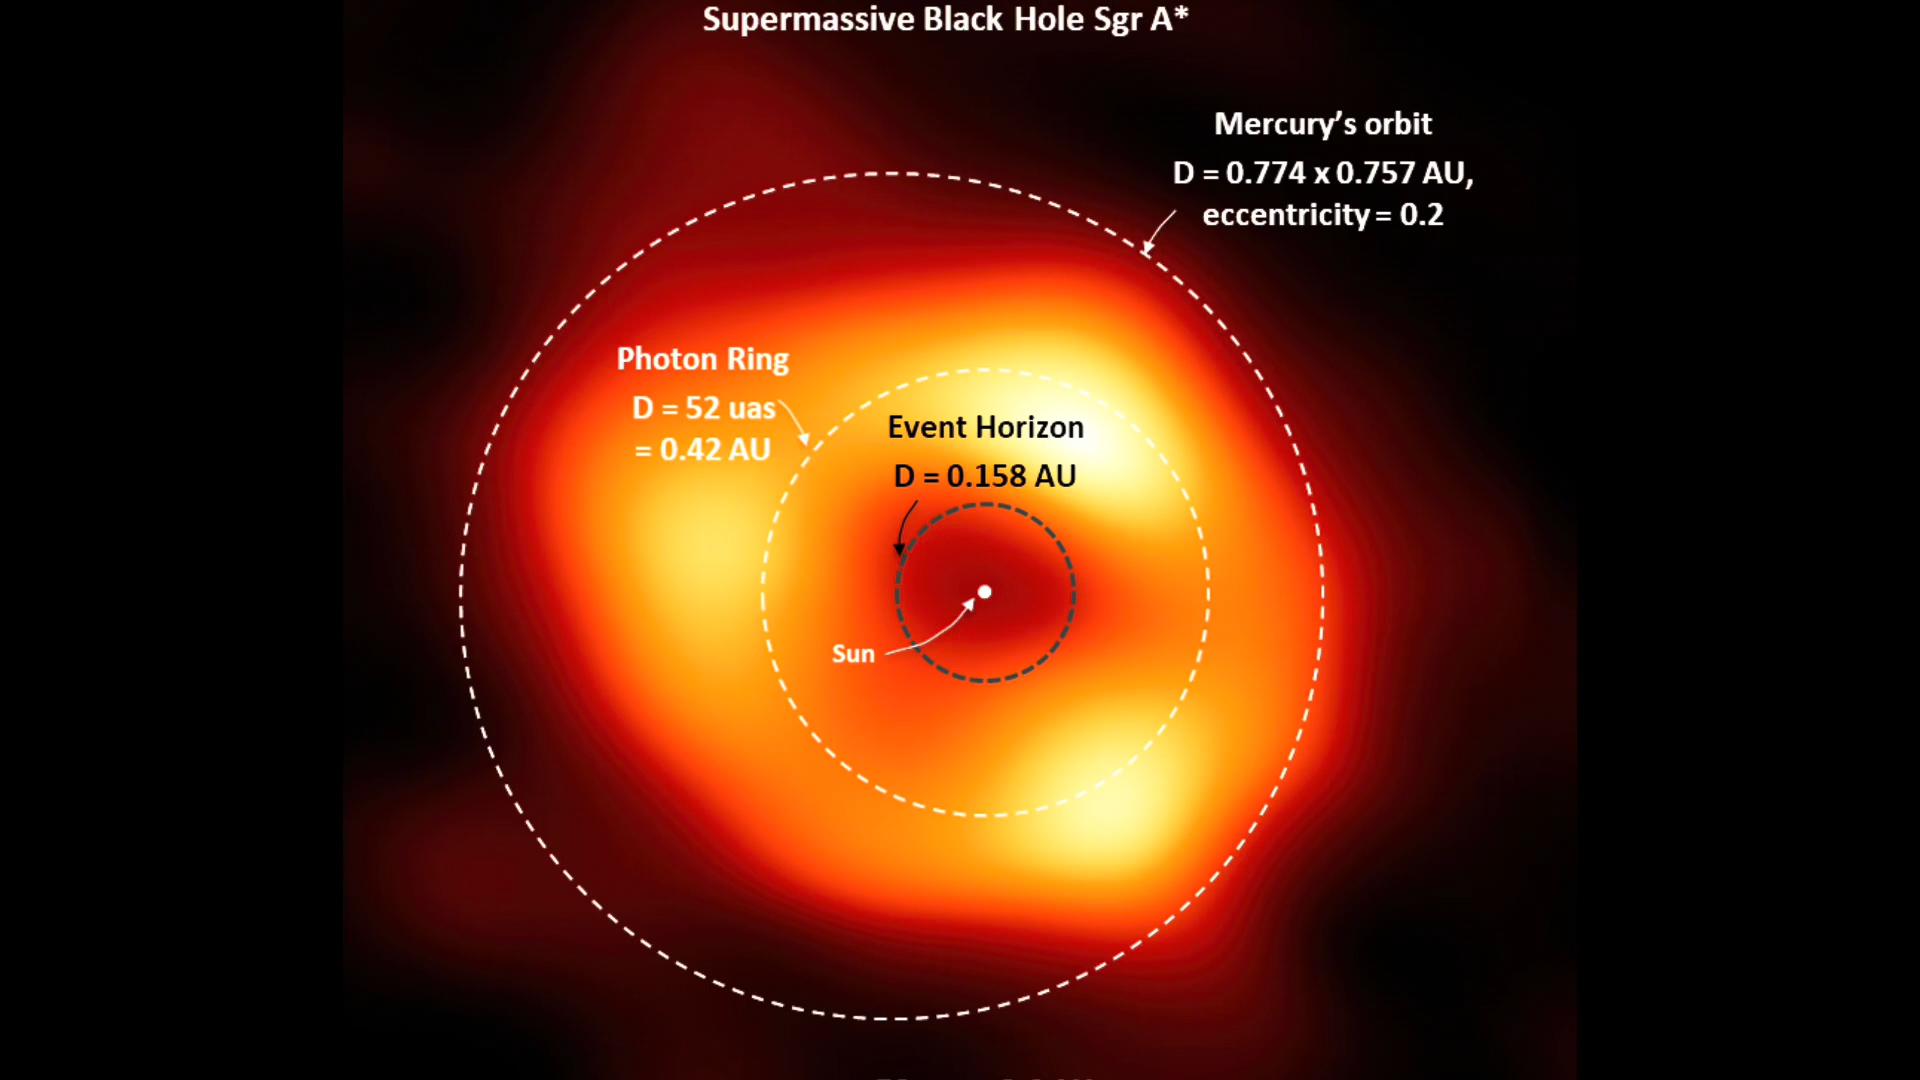 Supermassive Black Hole Sgr A*
Mercury’s orbit
D = 0.774 x 0.757 AU,
eccentricity = 0.2
Photon Ring
D = 52 uas
= 0.42 AU
Event Horizon
D = 0.158 AU
Sun